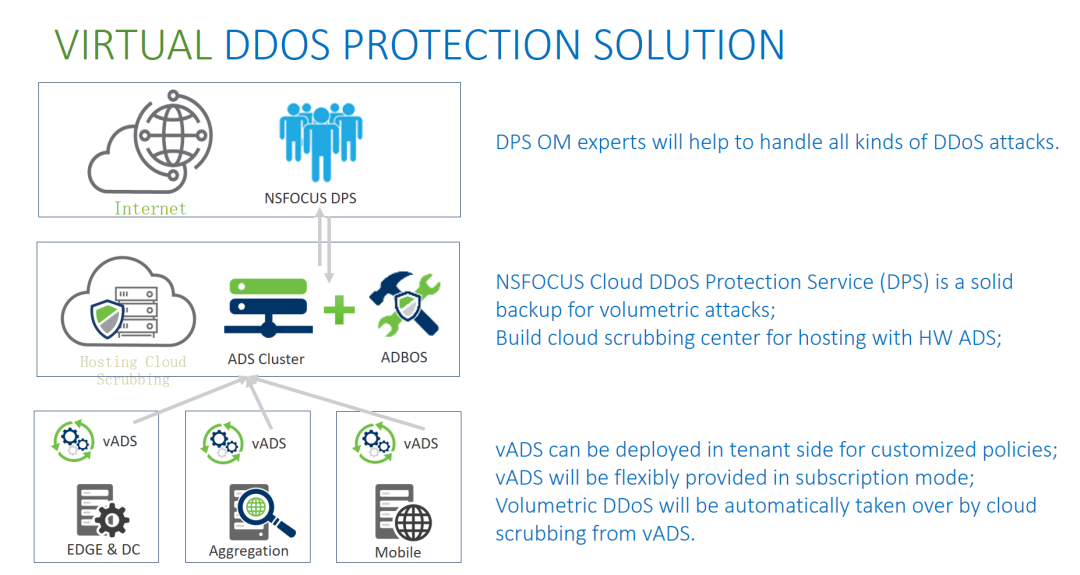 VIRTUAL DDOS PROTECTION SOLUTION
Internet
NSFOCUS DPS
DPS OM experts will help to handle all kinds of DDoS attacks.
Hosting Cloud
Scrubbing
ADS Cluster
ADBOS
NSFOCUS Cloud DDoS Protection Service (DPS) is a solid
backup for volumetric attacks;
Build cloud scrubbing center for hosting with HW ADS;
vADS
EDGE & DC
vADS
Aggregation
vADS
Mobile
vADS can be deployed in tenant side for customized policies;
vADS will be flexibly provided in subscription mode;
Volumetric DDoS will be automatically taken over by cloud
scrubbing from vADS.